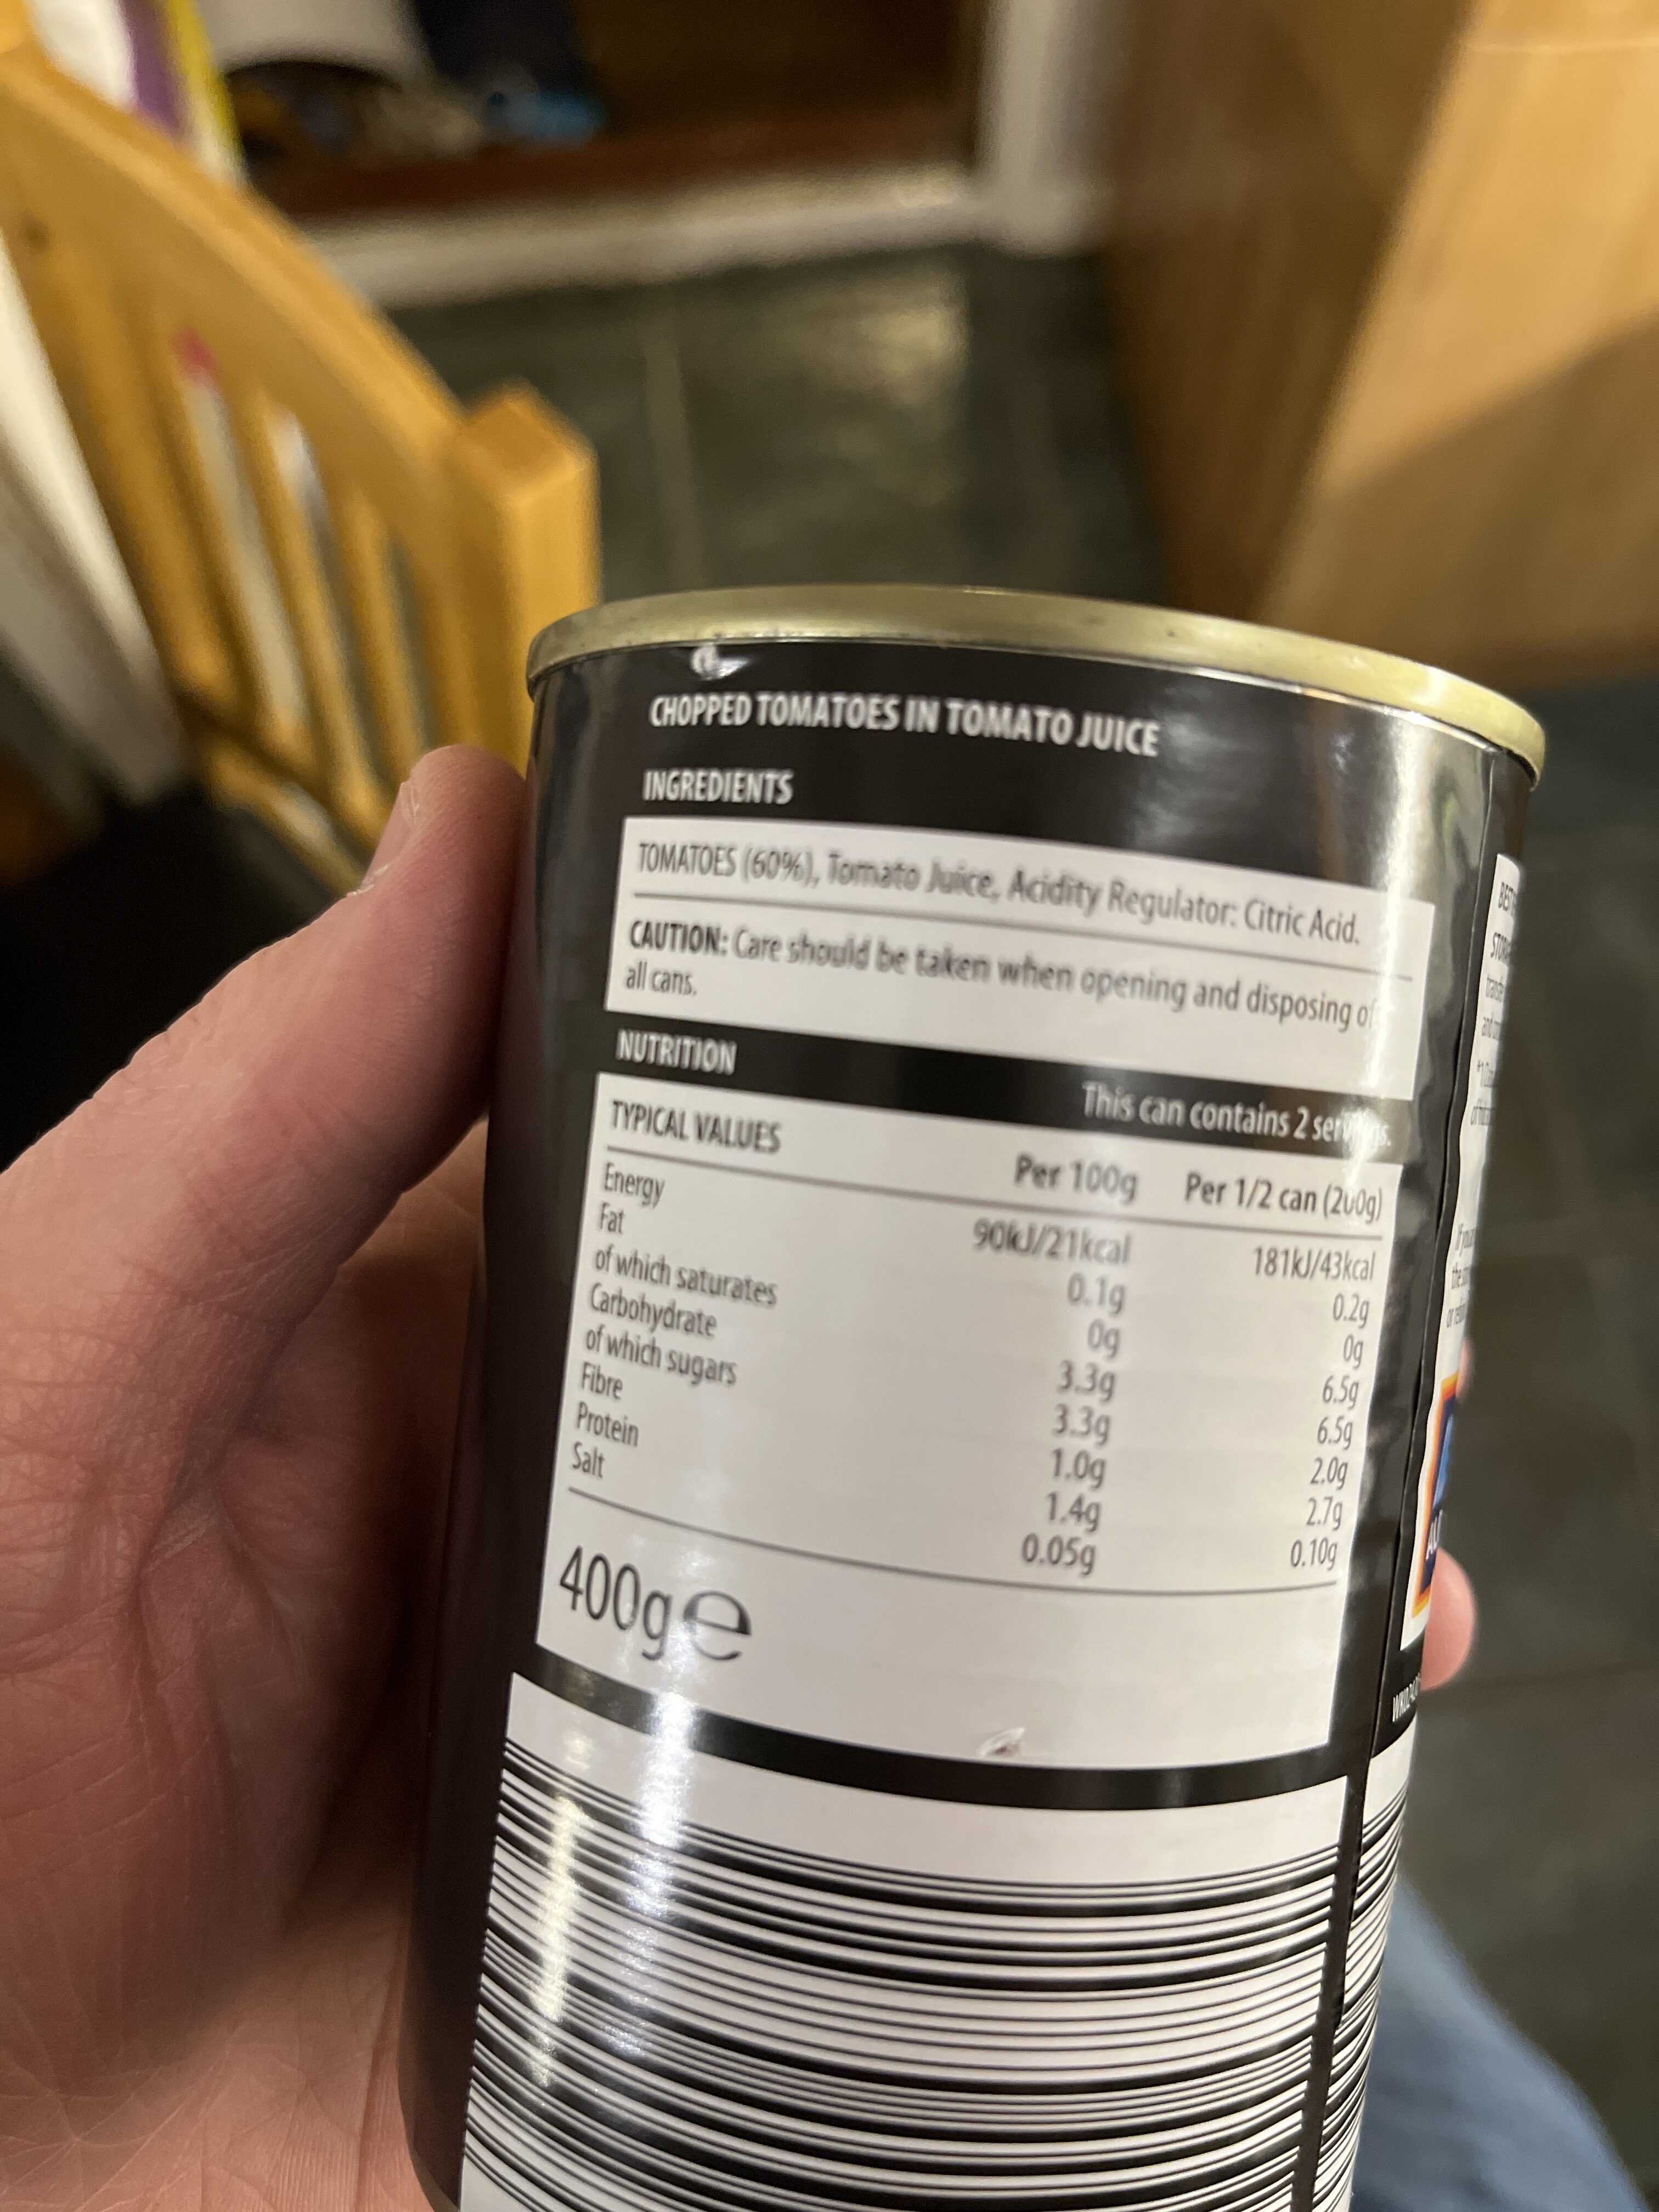 CHOPPED TOMATOES IN TOMATO JUICE
INGREDIENTS
TOMATOES (60%), Tomato Juice, Acidity Regulator: Citric Acid.
CAUTION: Care should be taken when opening and disposing of
all cans.
NUTRITION
This can contains 2
TYPICAL VALUES Per 100g Per 1/2 can (200g)
Energy 90kJ/21kcal 181kJ/43kcal
Fat 0.1g 0.2g
of which saturates 0g 0g
Carbohydrate 3.3g 6.5g
of which sugars 3.3g 6.5g
Fibre 1.0g 2.0g
Protein 1.4g 2.7g
Salt 0.05g 0.10g
400g ℮